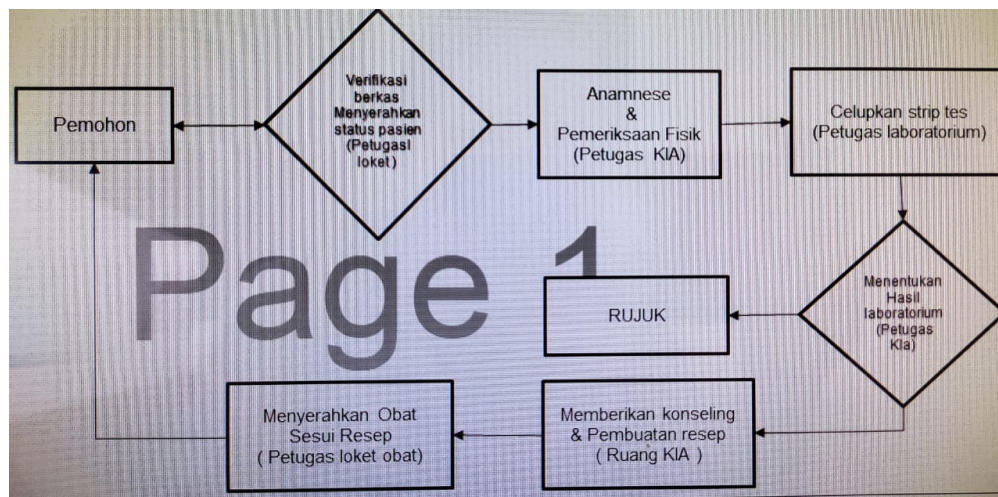 Pemohon
Verifikasi
berkas
Menyerahkan
status pasien
(Petugasl
loket)
Anamnese
&
Pemeriksaan Fisik
(Petugas KIA)
Celupkan strip tes
(Petugas laboratorium)
Menentukan
Hasil
laboratorium
(Petugas
KIa)
RUJUK
Page 1
Memberikan konseling
& Pembuatan resep
( Ruang KIA )
Menyerahkan Obat
Sesui Resep
( Petugas loket obat)